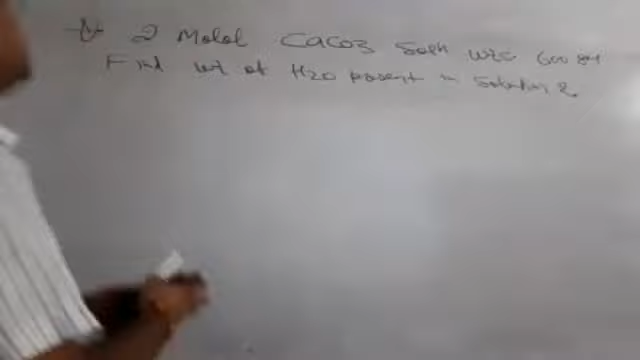 Q 2 Molal CaCO3 Soln wt= 600 gm
Find wt of H2O present in Solution ?